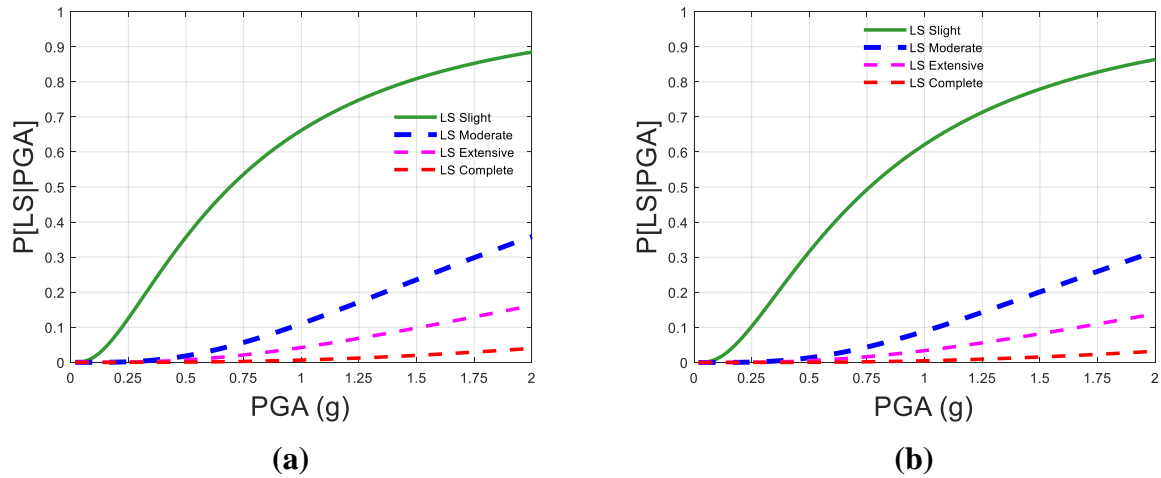 1
0.9
0.8
0.7
0.6
0.5
0.4
0.3
0.2
0.1
0
P[LS|PGA]
LS Slight
LS Moderate
LS Extensive
LS Complete
0 0.25 0.5 0.75 1 1.25 1.5 1.75 2
PGA (g)
(a)
1
0.9
0.8
0.7
0.6
0.5
0.4
0.3
0.2
0.1
0
P[LS|PGA]
LS Slight
LS Moderate
LS Extensive
LS Complete
0 0.25 0.5 0.75 1 1.25 1.5 1.75 2
PGA (g)
(b)